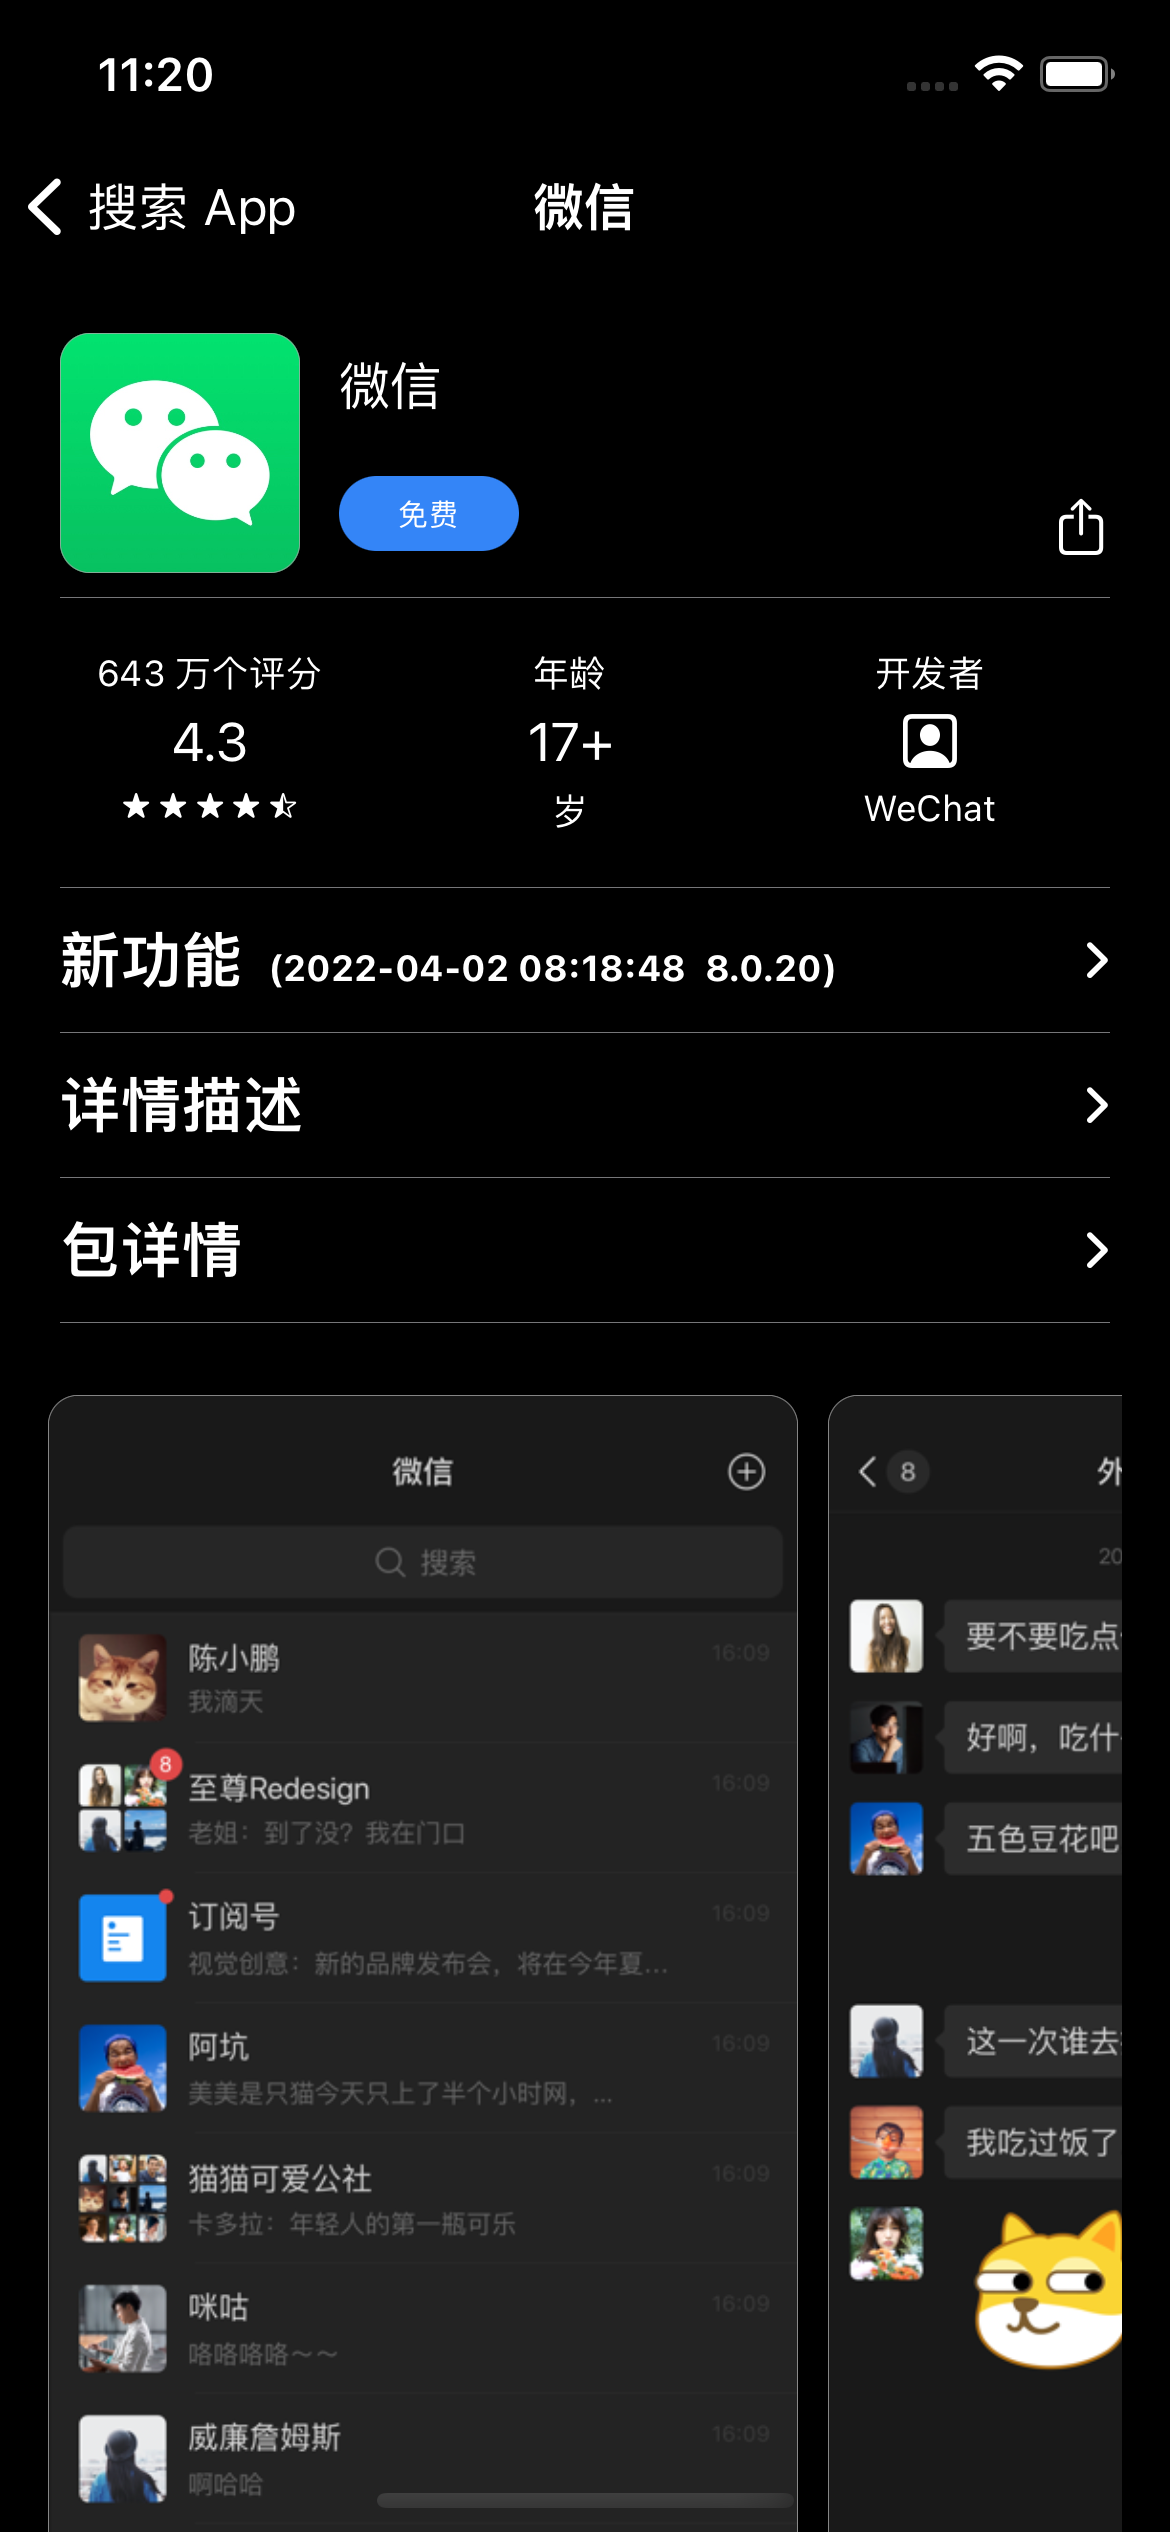 11:20
搜索 App
微信
微信
免费
643 万个评分
年龄
开发者
4.3
17+
岁
WeChat
新功能 (2022-04-02 08:18:48 8.0.20)
详情描述
包详情
微信
搜索
陈小鹏
16:09
我滴天
8
至尊Redesign
16:09
老姐：到了没？我在门口
订阅号
16:09
视觉创意：新的品牌发布会，将在今年夏...
阿坑
16:09
美美是只猫今天只上了半个小时网，...
猫猫可爱公社
16:09
卡多拉：年轻人的第一瓶可乐
咪咕
16:09
咯咯咯咯～～
威廉詹姆斯
16:09
啊哈哈
8
外
20
要不要吃点
好啊，吃什
五色豆花吧
这一次谁去
我吃过饭了